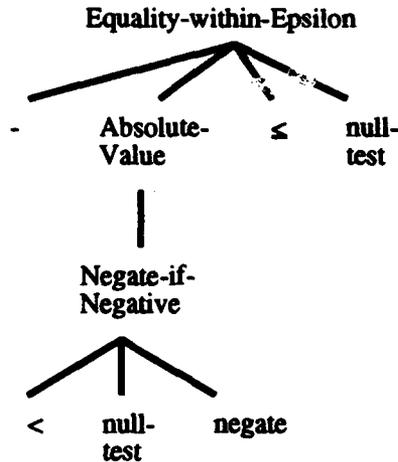 Equality-within-Epsilon
- Absolute- ≤ null-
Value test
Negate-if-
Negative
< null- negate
test